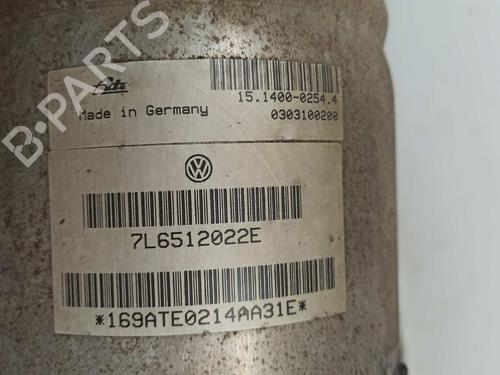 Ate
15.1400-0254.4
Made in Germany
0303100200
7L6512022E
*169ATE0214AA31E*
B-PARTS